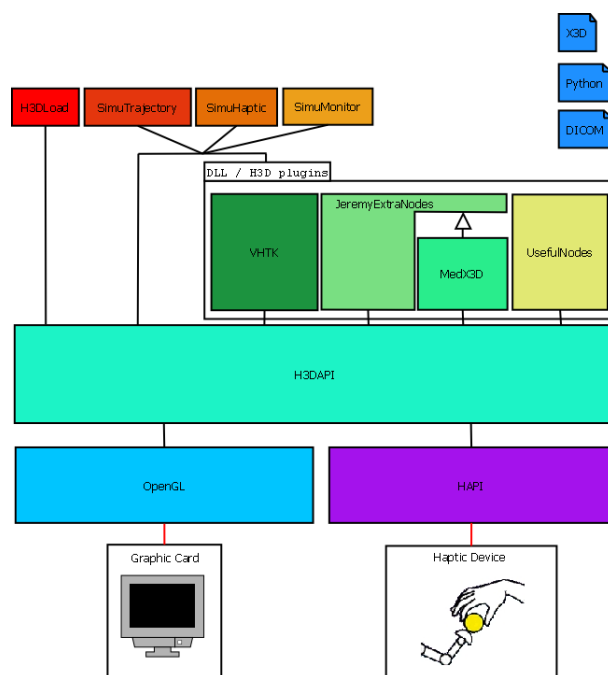 X3D
Python
DICOM
H3DLoad
SimuTrajectory
SimuHaptic
SimuMonitor
DLL / H3D plugins
JeremyExtraNodes
VHTK
MedX3D
UsefulNodes
H3DAPI
OpenGL
HAPI
Graphic Card
Haptic Device